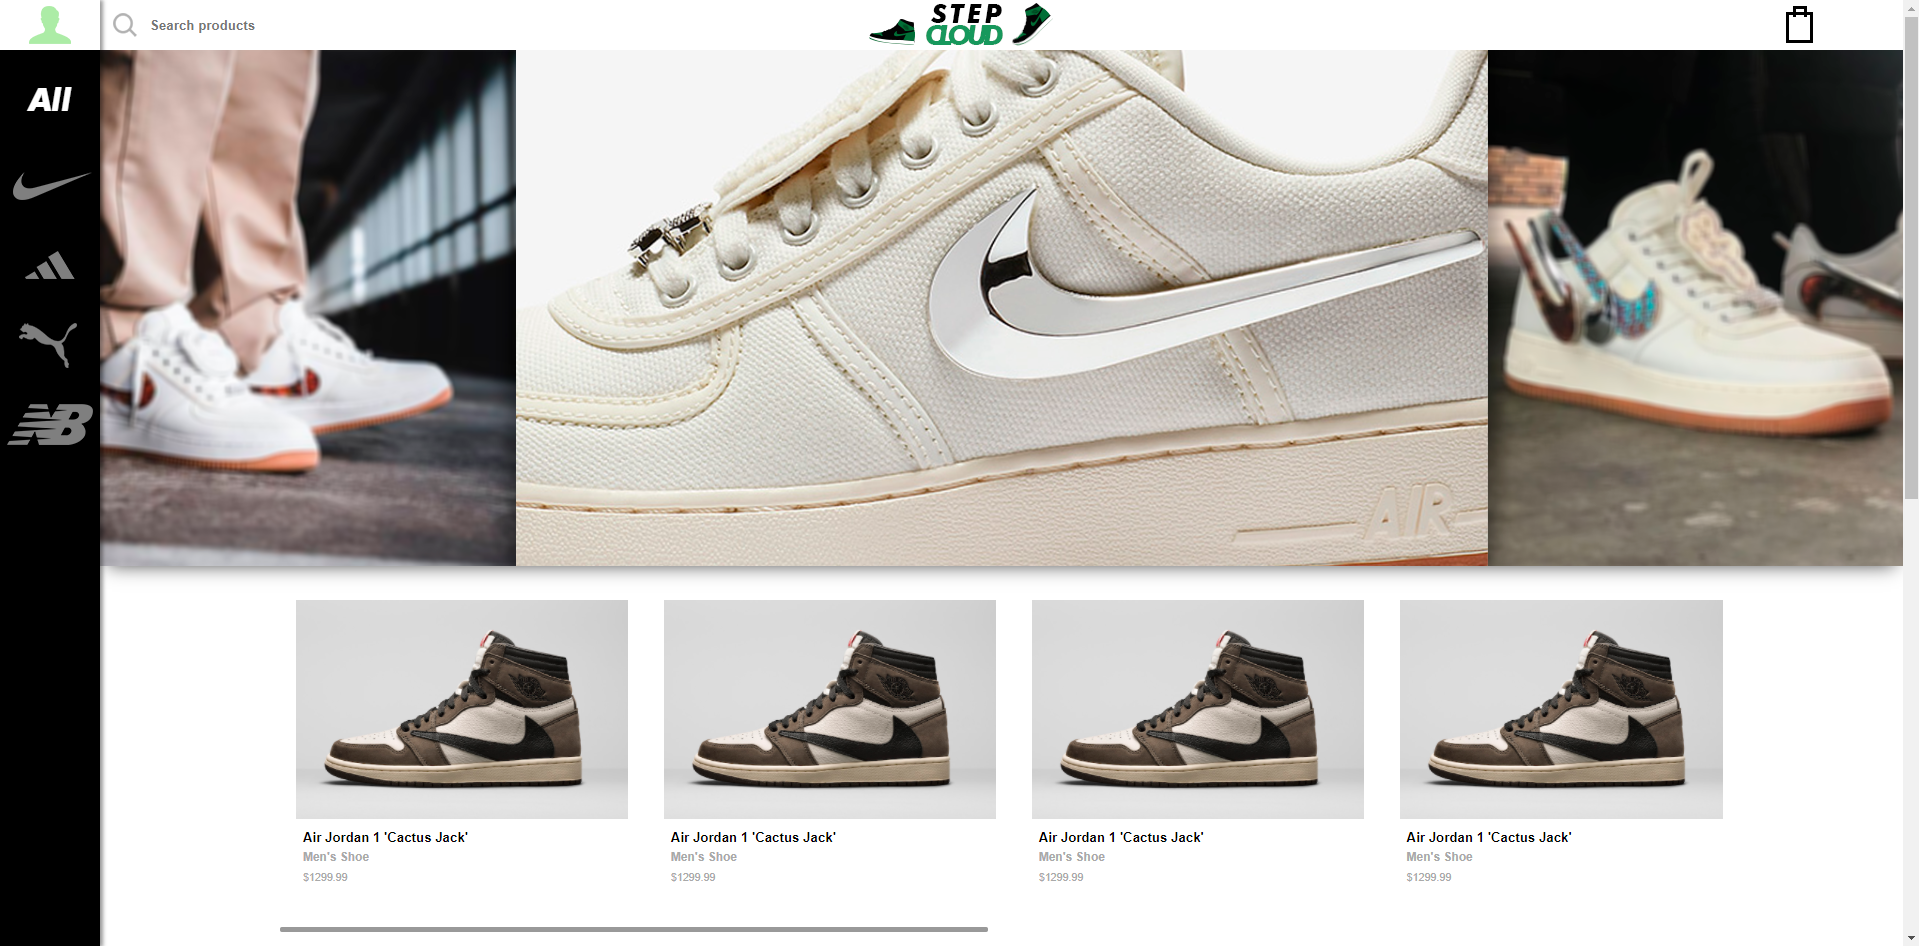 Search products
STEP
CLOUD
All
NB
AIR
Air Jordan 1 'Cactus Jack'
Men's Shoe
$1299.99
Air Jordan 1 'Cactus Jack'
Men's Shoe
$1299.99
Air Jordan 1 'Cactus Jack'
Men's Shoe
$1299.99
Air Jordan 1 'Cactus Jack'
Men's Shoe
$1299.99